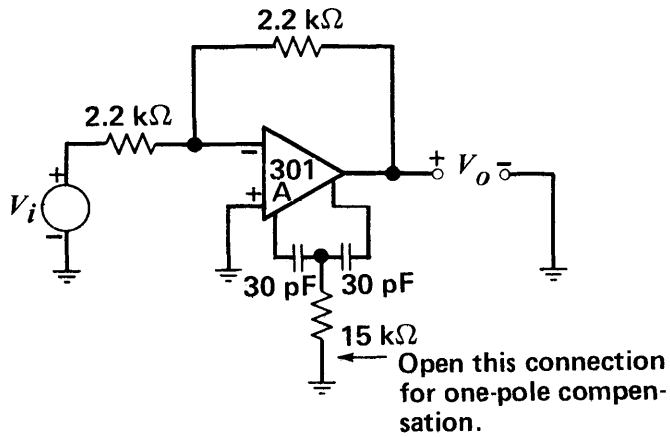 2.2 kΩ
2.2 kΩ
+
Vi
−
−
301
+
A
+ Vo −
30 pF 30 pF
15 kΩ
Open this connection
for one-pole compen-
sation.